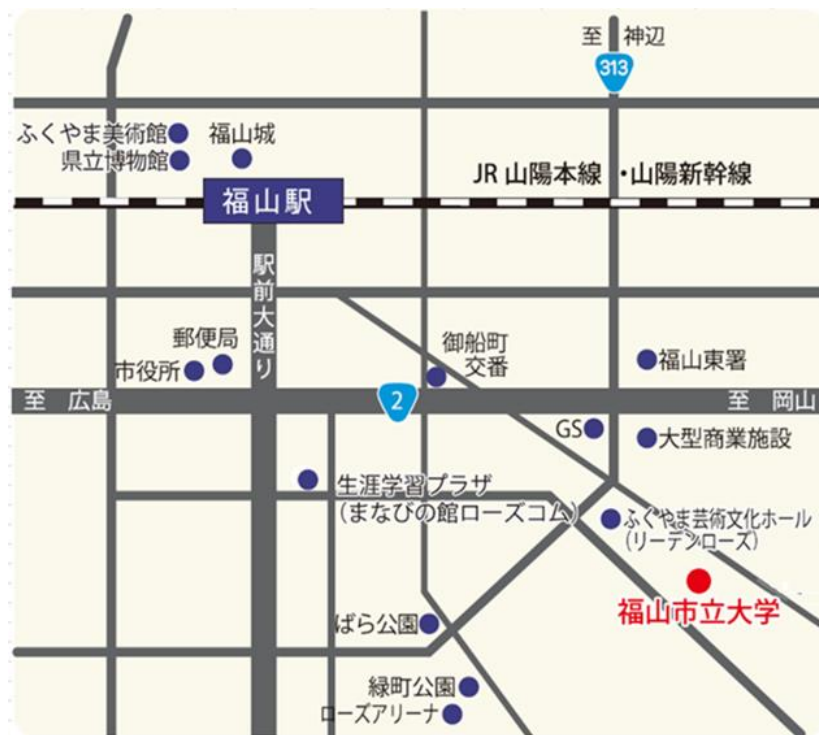 至 神辺
313
ふくやま美術館
福山城
県立博物館
JR 山陽本線 ・山陽新幹線
福山駅
駅前大通り
郵便局
市役所
御船町
交番
福山東署
至 広島
2
至 岡山
GS
大型商業施設
生涯学習プラザ
(まなびの館ローズコム)
ふくやま芸術文化ホール
(リーデンローズ)
福山市立大学
ばら公園
緑町公園
ローズアリーナ